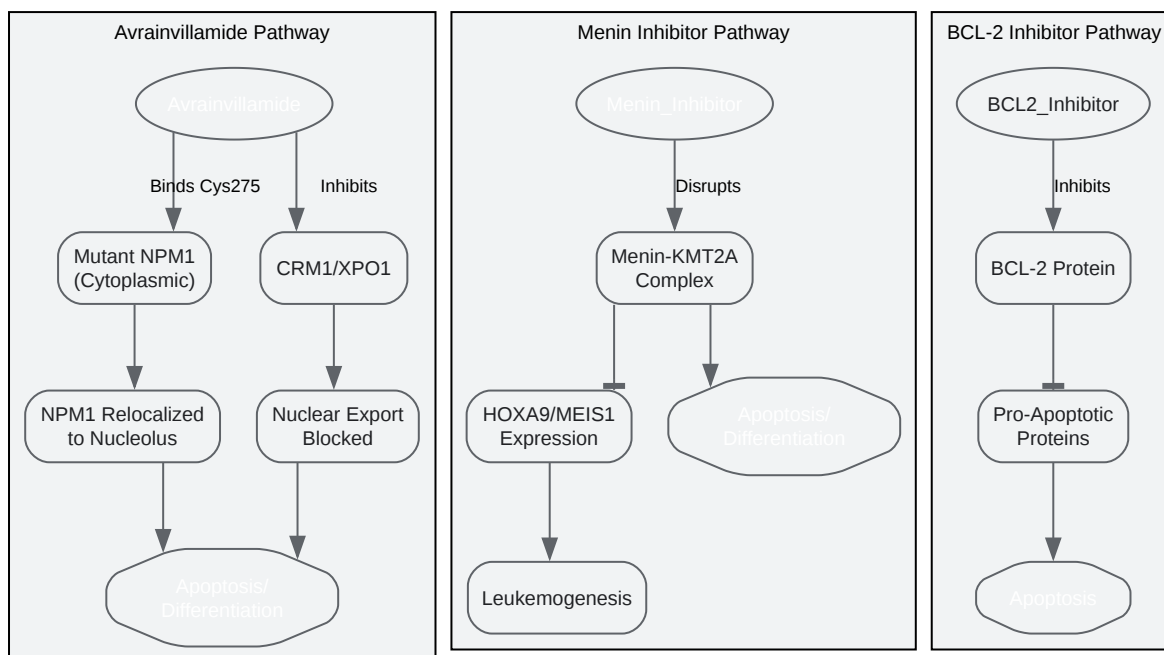 Avrainvillamide Pathway
Avrainvillamide
Binds Cys275
Inhibits
Mutant NPM1
(Cytoplasmic)
CRM1/XPO1
NPM1 Relocalized
to Nucleolus
Nuclear Export
Blocked
Apoptosis/
Differentiation
Menin Inhibitor Pathway
Menin_Inhibitor
Disrupts
Menin-KMT2A
Complex
HOXA9/MEIS1
Expression
Apoptosis/
Differentiation
Leukemogenesis
BCL-2 Inhibitor Pathway
BCL2_Inhibitor
Inhibits
BCL-2 Protein
Pro-Apoptotic
Proteins
Apoptosis